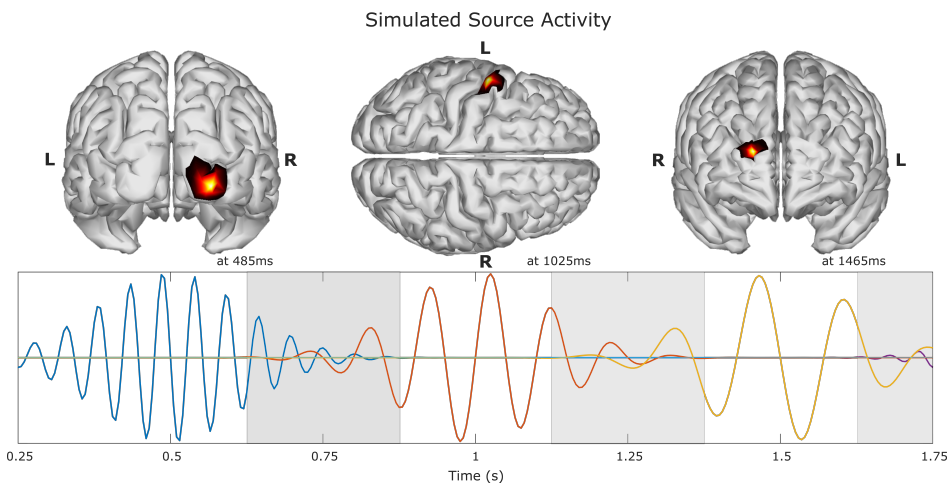 Simulated Source Activity
L
L R R L
R
at 485ms at 1025ms at 1465ms
0.25 0.5 0.75 1 1.25 1.5 1.75
Time (s)